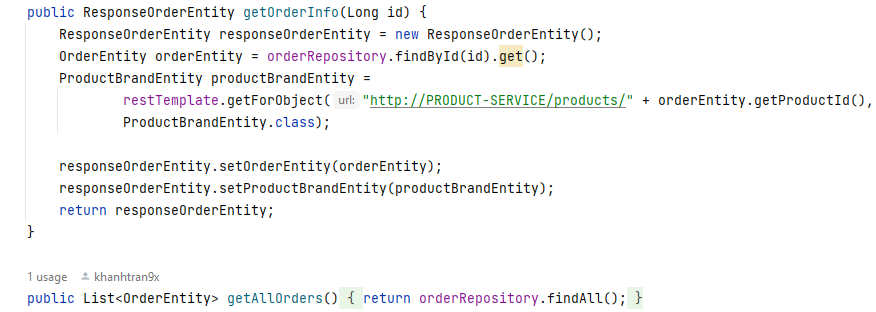 public ResponseOrderEntity getOrderInfo(Long id) {
ResponseOrderEntity responseOrderEntity = new ResponseOrderEntity();
OrderEntity orderEntity = orderRepository.findById(id).get();
ProductBrandEntity productBrandEntity =
restTemplate.getForObject( url: "http://PRODUCT-SERVICE/products/" + orderEntity.getProductId(),
ProductBrandEntity.class);
responseOrderEntity.setOrderEntity(orderEntity);
responseOrderEntity.setProductBrandEntity(productBrandEntity);
return responseOrderEntity;
}
1 usage khanhtran9x
public List<OrderEntity> getAllOrders() { return orderRepository.findAll(); }